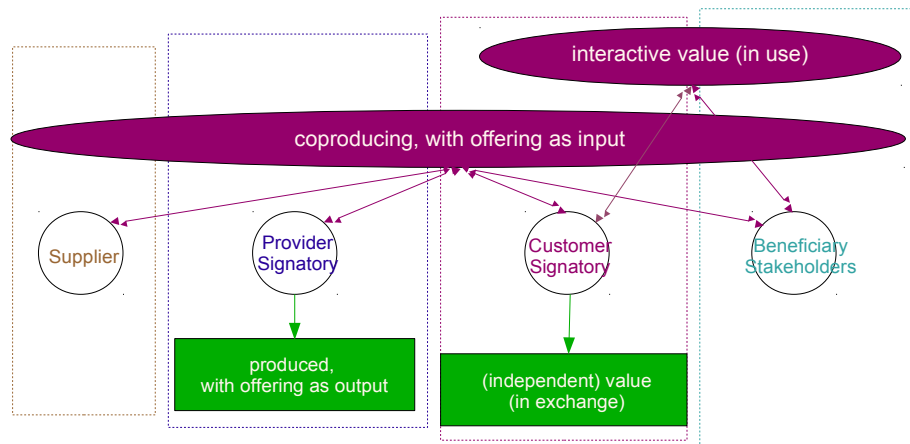 interactive value (in use)
coproducing, with offering as input
Supplier
Provider
Signatory
Customer
Signatory
Beneficiary
Stakeholders
produced,
with offering as output
(independent) value
(in exchange)